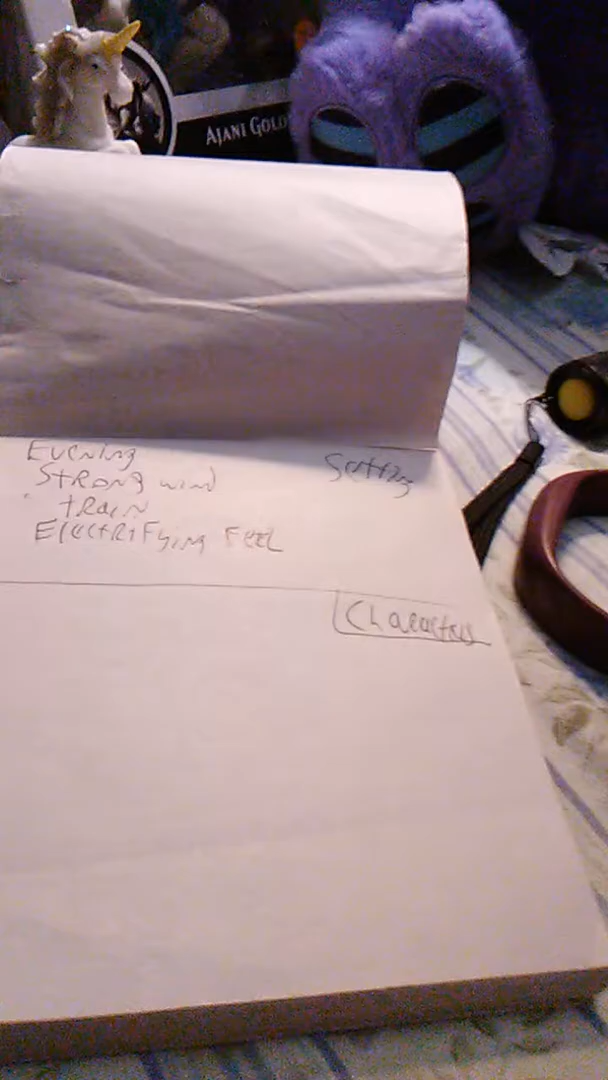 AJANI GOLD
Evening
Strong wind
Setting
train
Electrifying Feel
Characters